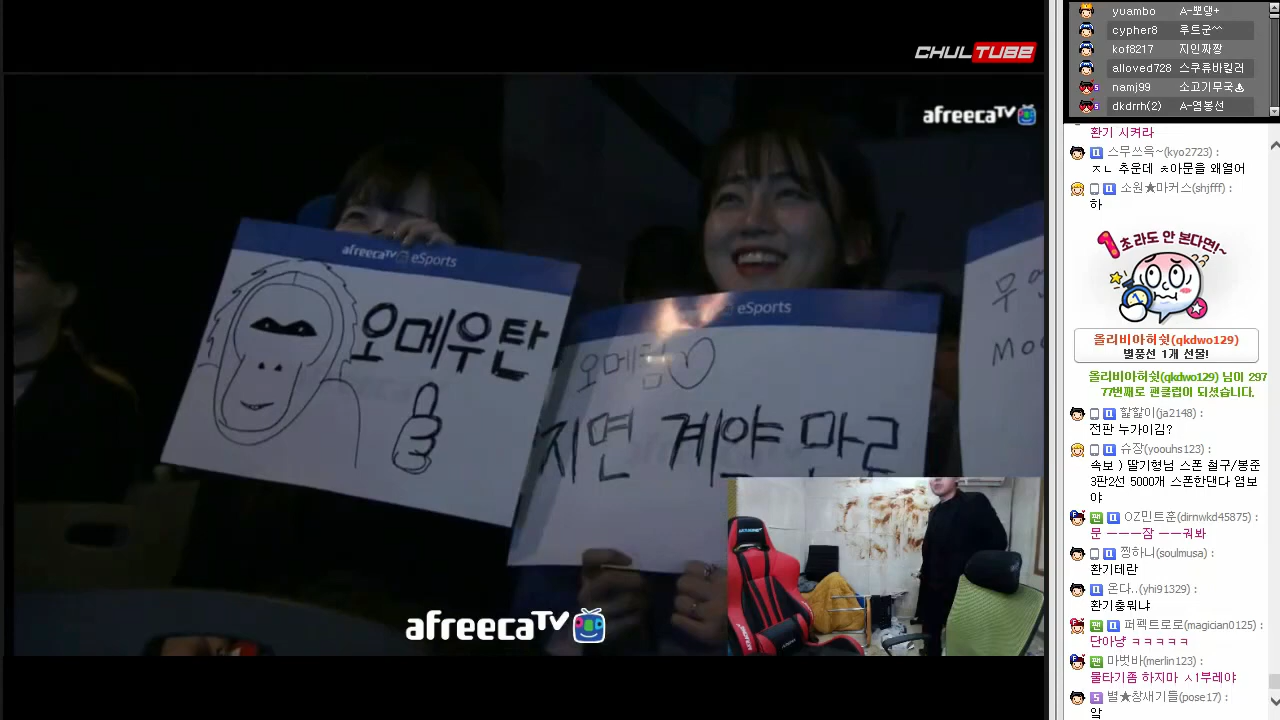 CHULTUBE
afreecaTV
afreecaTV eSports
오메우탄
eSports
오메킴♡
지면 계약 만료
무
Mo
afreecaTV
yuambo A-뽀댕+
cypher8 후트군^^
kof8217 지인짜짱
alloved728 스쿠류바킬러
namj99 소고기무국♨
dkdrrh(2) A-염봉선
환기 시켜라
스무쓰윽~(kyo2723) :
ㅈㄴ 추운데 ㅊ아문을 왜열어
소원★마커스(shjfff) :
하
1초라도 안 본다면!~
올리비아허쉿(qkdwo129)
별풍선 1개 선물!
올리비아허쉿(qkdwo129) 님이 297
77번째로 팬클럽이 되셨습니다.
할할이(ja2148) :
전판 누가이김?
슈장(yoouhs123) :
속보 ) 딸기형님 스폰 철구/봉준
3판2선 5000개 스폰한댄다 염보
야
OZ민트훈(dirnwkd45875) :
문 ㅡㅡㅡ잠 ㅡㅡ궈봐
찡하니(soulmusa) :
환기테란
온다..(yhi91329) :
환기충뭐냐
퍼펙트로로(magician0125) :
단아냥 ㅋㅋㅋㅋㅋ
마벗바(merlin123) :
물타기좀 하지마 ㅅ1부레야
별★창새기들(pose17) :
앞